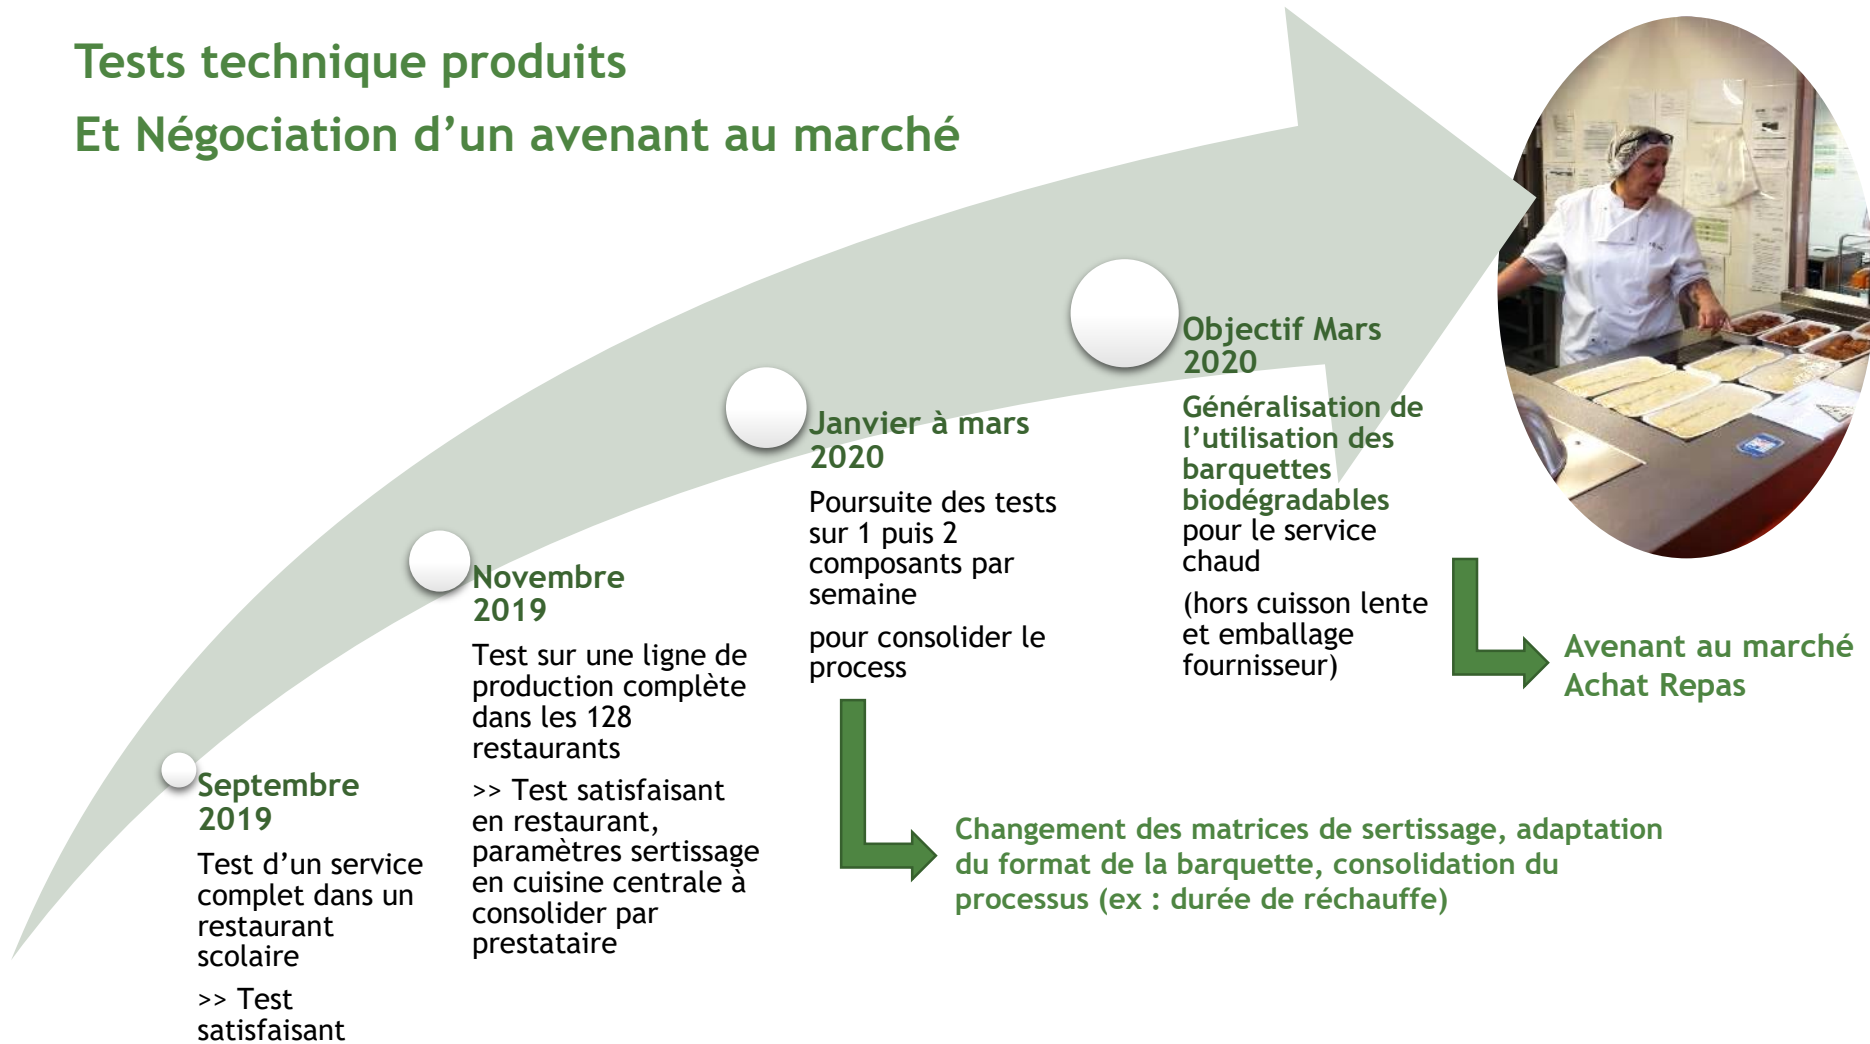 Tests technique produits
Et Négociation d’un avenant au marché
Septembre
2019
Test d’un service
complet dans un
restaurant
scolaire
>> Test
satisfaisant
Novembre
2019
Test sur une ligne de
production complète
dans les 128
restaurants
>> Test satisfaisant
en restaurant,
paramètres sertissage
en cuisine centrale à
consolider par
prestataire
Janvier à mars
2020
Poursuite des tests
sur 1 puis 2
composants par
semaine
pour consolider le
process
Changement des matrices de sertissage, adaptation
du format de la barquette, consolidation du
processus (ex : durée de réchauffe)
Objectif Mars
2020
Généralisation de
l’utilisation des
barquettes
biodégradables
pour le service
chaud
(hors cuisson lente
et emballage
fournisseur)
Avenant au marché
Achat Repas